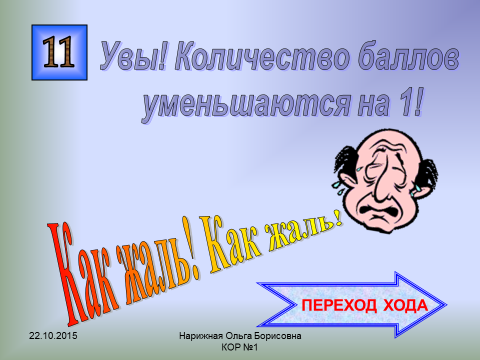 11
Увы! Количество баллов
уменьшаются на 1!
Как жаль! Как жаль!
ПЕРЕХОД ХОДА
22.10.2015
Нарижная Ольга Борисовна
КОР №1